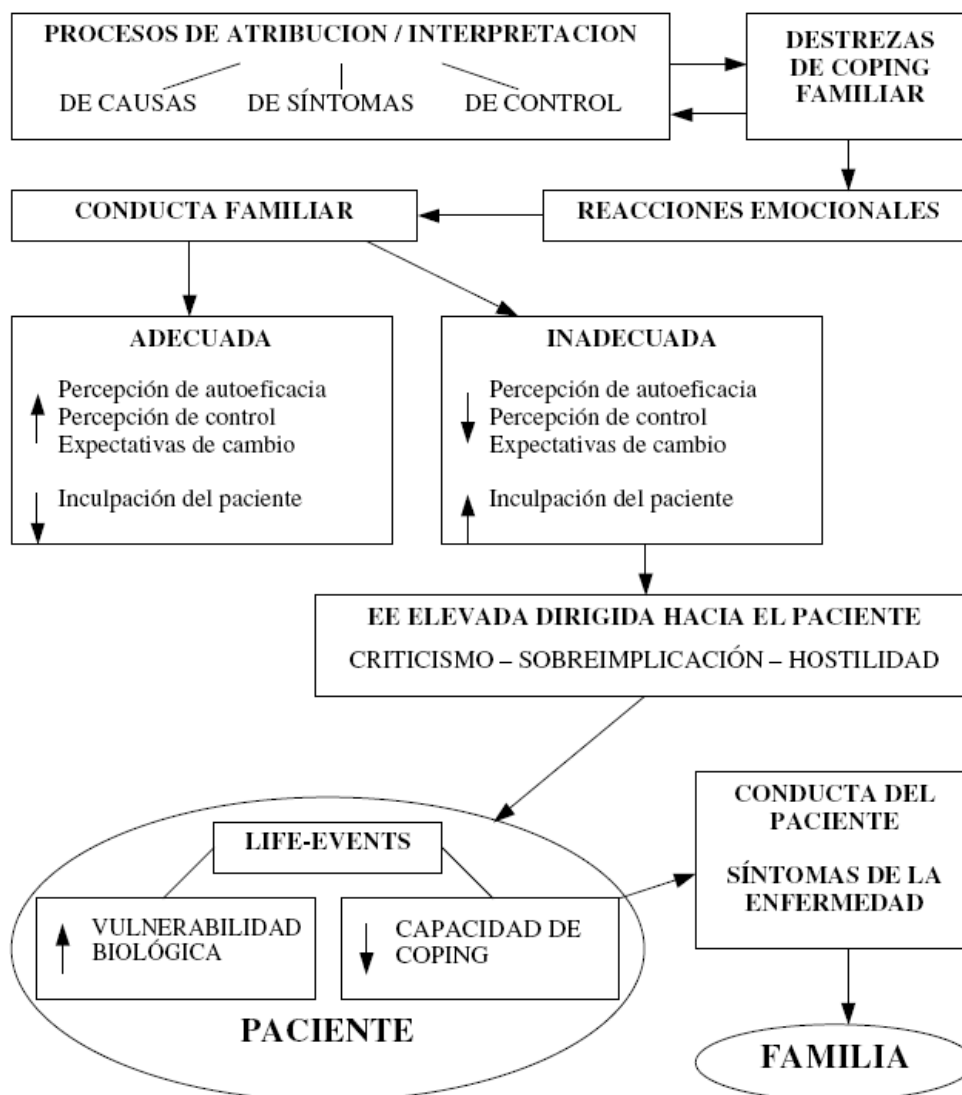 PROCESOS DE ATRIBUCION / INTERPRETACION
DE CAUSAS DE SÍNTOMAS DE CONTROL
DESTREZAS
DE COPING
FAMILIAR
CONDUCTA FAMILIAR
REACCIONES EMOCIONALES
ADECUADA
Percepción de autoeficacia
Percepción de control
Expectativas de cambio
Inculpación del paciente
INADECUADA
Percepción de autoeficacia
Percepción de control
Expectativas de cambio
Inculpación del paciente
EE ELEVADA DIRIGIDA HACIA EL PACIENTE
CRITICISMO – SOBREIMPLICACIÓN – HOSTILIDAD
LIFE-EVENTS
VULNERABILIDAD
BIOLÓGICA
CAPACIDAD DE
COPING
PACIENTE
CONDUCTA DEL
PACIENTE
SÍNTOMAS DE LA
ENFERMEDAD
FAMILIA